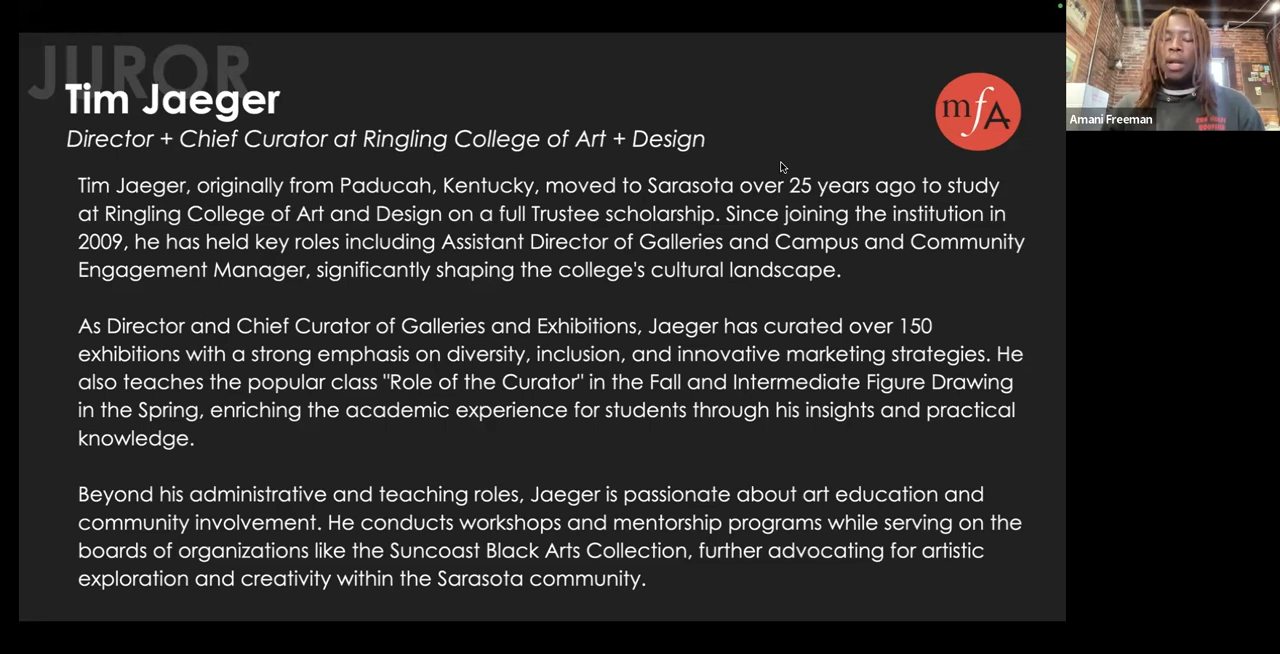 JUROR
Tim Jaeger
Director + Chief Curator at Ringling College of Art + Design
mfA
Amani Freeman
Tim Jaeger, originally from Paducah, Kentucky, moved to Sarasota over 25 years ago to study
at Ringling College of Art and Design on a full Trustee scholarship. Since joining the institution in
2009, he has held key roles including Assistant Director of Galleries and Campus and Community
Engagement Manager, significantly shaping the college's cultural landscape.
As Director and Chief Curator of Galleries and Exhibitions, Jaeger has curated over 150
exhibitions with a strong emphasis on diversity, inclusion, and innovative marketing strategies. He
also teaches the popular class "Role of the Curator" in the Fall and Intermediate Figure Drawing
in the Spring, enriching the academic experience for students through his insights and practical
knowledge.
Beyond his administrative and teaching roles, Jaeger is passionate about art education and
community involvement. He conducts workshops and mentorship programs while serving on the
boards of organizations like the Suncoast Black Arts Collection, further advocating for artistic
exploration and creativity within the Sarasota community.